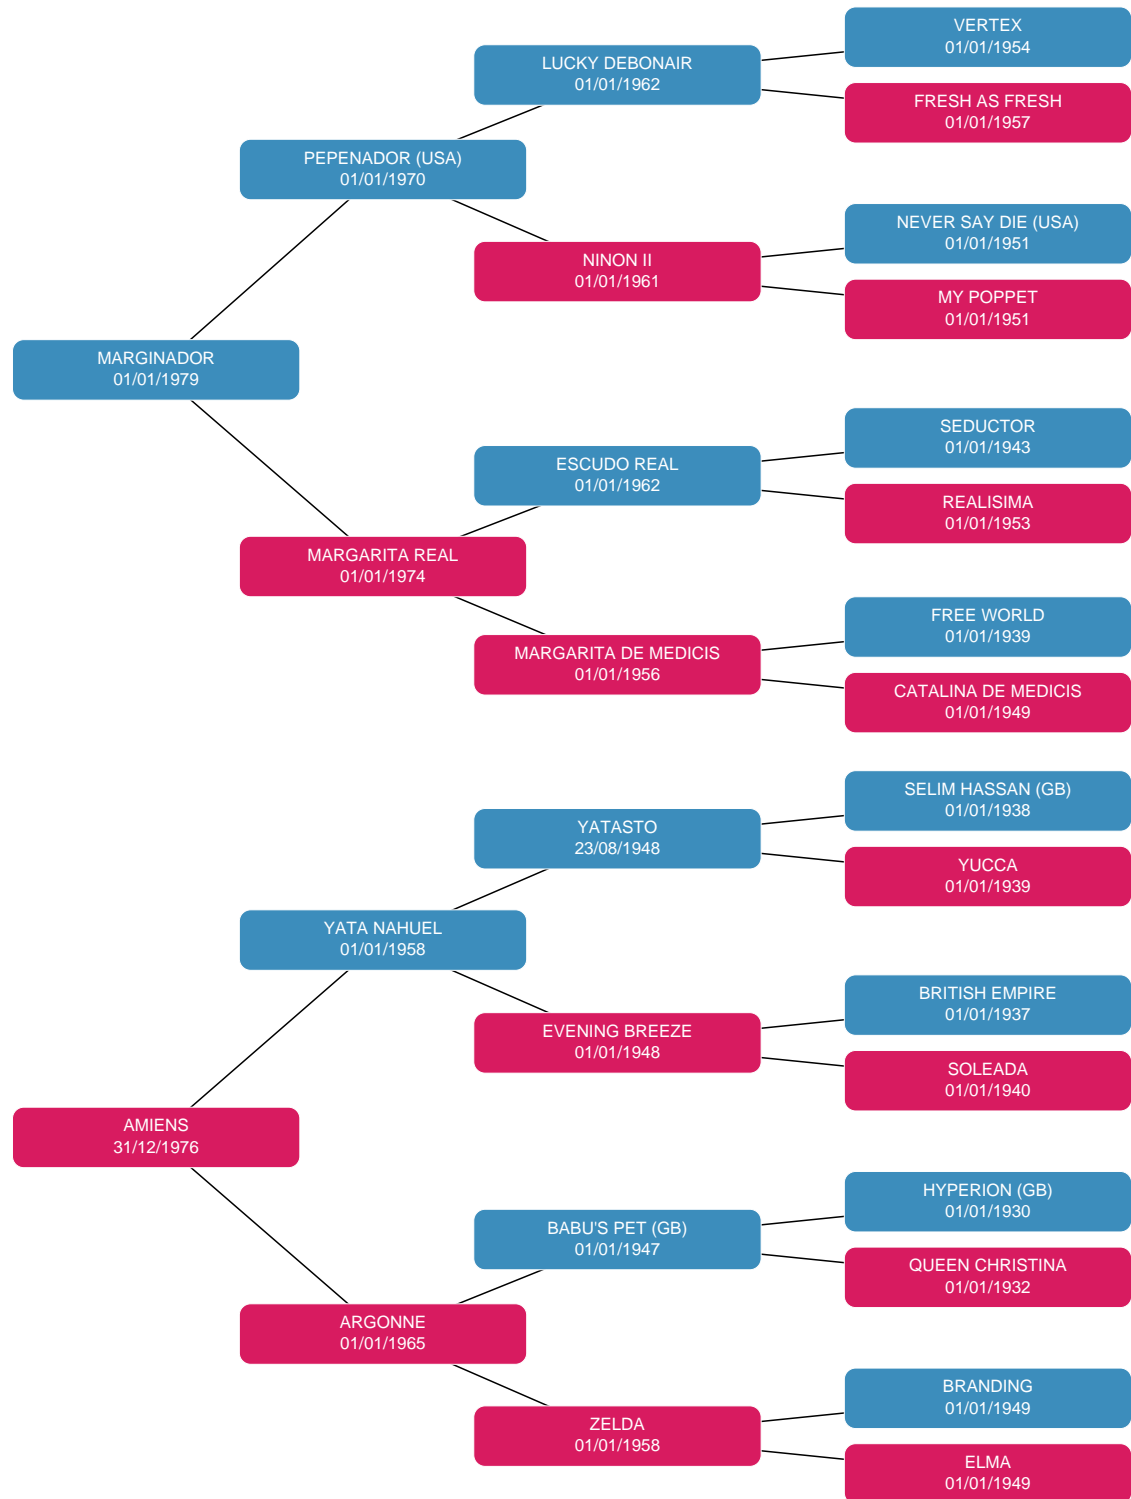 VERTEX
01/01/1954
LUCKY DEBONAIR
01/01/1962
FRESH AS FRESH
01/01/1957
PEPENADOR (USA)
01/01/1970
NEVER SAY DIE (USA)
01/01/1951
NINON II
01/01/1961
MY POPPET
01/01/1951
MARGINADOR
01/01/1979
SEDUCTOR
01/01/1943
ESCUDO REAL
01/01/1962
REALISIMA
01/01/1953
MARGARITA REAL
01/01/1974
FREE WORLD
01/01/1939
MARGARITA DE MEDICIS
01/01/1956
CATALINA DE MEDICIS
01/01/1949
SELIM HASSAN (GB)
01/01/1938
YATASTO
23/08/1948
YUCCA
01/01/1939
YATA NAHUEL
01/01/1958
BRITISH EMPIRE
01/01/1937
EVENING BREEZE
01/01/1948
SOLEADA
01/01/1940
AMIENS
31/12/1976
HYPERION (GB)
01/01/1930
BABU'S PET (GB)
01/01/1947
QUEEN CHRISTINA
01/01/1932
ARGONNE
01/01/1965
BRANDING
01/01/1949
ZELDA
01/01/1958
ELMA
01/01/1949